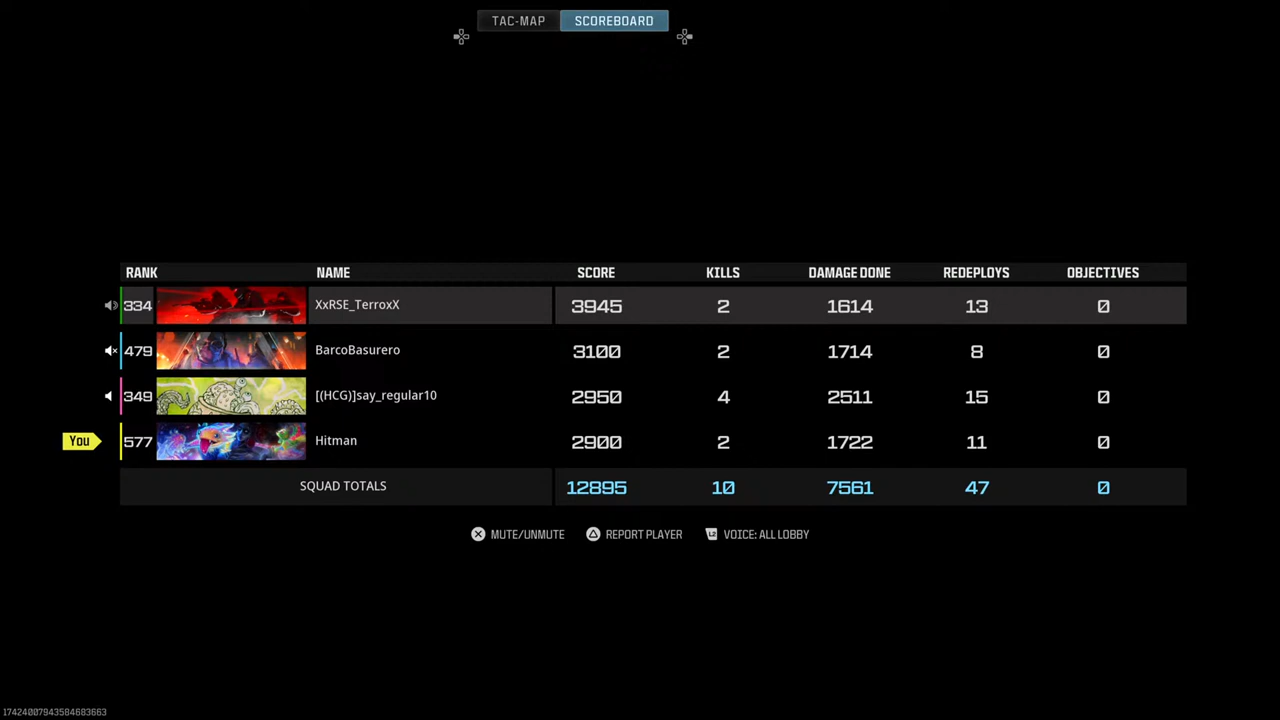 TAC-MAP SCOREBOARD
RANK NAME SCORE KILLS DAMAGE DONE REDEPLOYS OBJECTIVES
334 XxRSE_TerroxX 3945 2 1614 13 0
479 BarcoBasurero 3100 2 1714 8 0
349 [(HCG)]say_regular10 2950 4 2511 15 0
You 577 Hitman 2900 2 1722 11 0
SQUAD TOTALS 12895 10 7561 47 0
MUTE/UNMUTE REPORT PLAYER L2 VOICE: ALL LOBBY
17424007943584683663